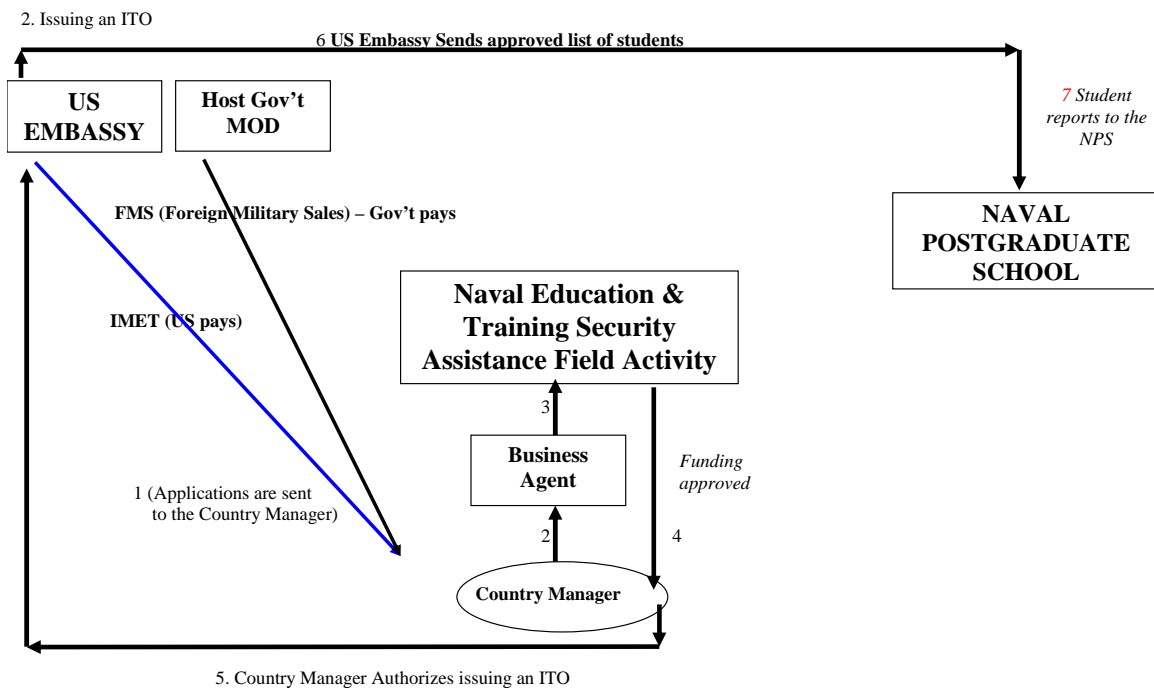 2. Issuing an ITO
6 US Embassy Sends approved list of students
US
EMBASSY
Host Gov't
MOD
7 Student
reports to the
NPS
FMS (Foreign Military Sales) – Gov't pays
NAVAL
POSTGRADUATE
SCHOOL
Naval Education &
Training Security
Assistance Field Activity
IMET (US pays)
3
Business
Agent
Funding
approved
1 (Applications are sent
to the Country Manager)
2
4
Country Manager
5. Country Manager Authorizes issuing an ITO